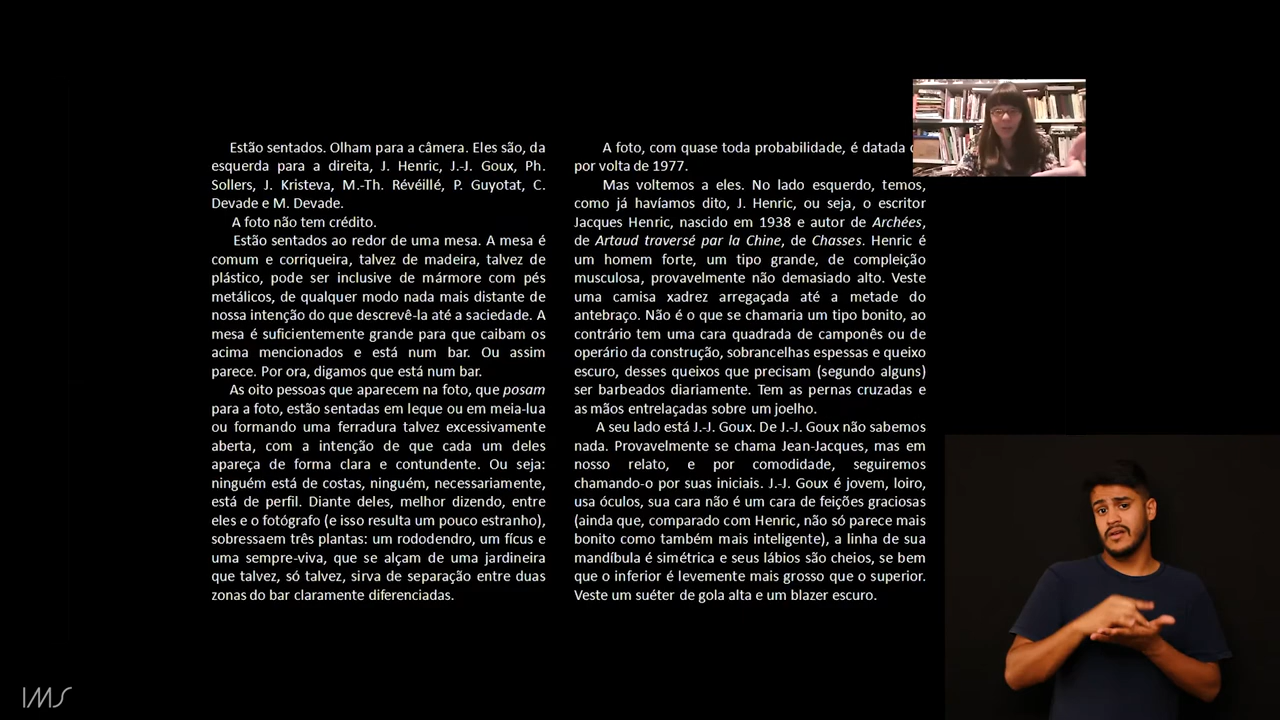 Estão sentados. Olham para a câmera. Eles são, da
esquerda para a direita, J. Henric, J.-J. Goux, Ph.
Sollers, J. Kristeva, M.-Th. Révéillé, P. Guyotat, C.
Devade e M. Devade.
A foto não tem crédito.
Estão sentados ao redor de uma mesa. A mesa é
comum e corriqueira, talvez de madeira, talvez de
plástico, pode ser inclusive de mármore com pés
metálicos, de qualquer modo nada mais distante de
nossa intenção do que descrevê-la até a saciedade. A
mesa é suficientemente grande para que caibam os
acima mencionados e está num bar. Ou assim
parece. Por ora, digamos que está num bar.
As oito pessoas que aparecem na foto, que posam
para a foto, estão sentadas em leque ou em meia-lua
ou formando uma ferradura talvez excessivamente
aberta, com a intenção de que cada um deles
apareça de forma clara e contundente. Ou seja:
ninguém está de costas, ninguém, necessariamente,
está de perfil. Diante deles, melhor dizendo, entre
eles e o fotógrafo (e isso resulta um pouco estranho),
sobressaem três plantas: um rododendro, um fícus e
uma sempre-viva, que se alçam de uma jardineira
que talvez, só talvez, sirva de separação entre duas
zonas do bar claramente diferenciadas.
A foto, com quase toda probabilidade, é datada
por volta de 1977.
Mas voltemos a eles. No lado esquerdo, temos,
como já havíamos dito, J. Henric, ou seja, o escritor
Jacques Henric, nascido em 1938 e autor de Archées,
de Artaud traversé par la Chine, de Chasses. Henric é
um homem forte, um tipo grande, de compleição
musculosa, provavelmente não demasiado alto. Veste
uma camisa xadrez arregaçada até a metade do
antebraço. Não é o que se chamaria um tipo bonito, ao
contrário tem uma cara quadrada de camponês ou de
operário da construção, sobrancelhas espessas e queixo
escuro, desses queixos que precisam (segundo alguns)
ser barbeados diariamente. Tem as pernas cruzadas e
as mãos entrelaçadas sobre um joelho.
A seu lado está J.-J. Goux. De J.-J. Goux não sabemos
nada. Provavelmente se chama Jean-Jacques, mas em
nosso relato, e por comodidade, seguiremos
chamando-o por suas iniciais. J.-J. Goux é jovem, loiro,
usa óculos, sua cara não é um cara de feições graciosas
(ainda que, comparado com Henric, não só parece mais
bonito como também mais inteligente), a linha de sua
mandíbula é simétrica e seus lábios são cheios, se bem
que o inferior é levemente mais grosso que o superior.
Veste um suéter de gola alta e um blazer escuro.
IMS